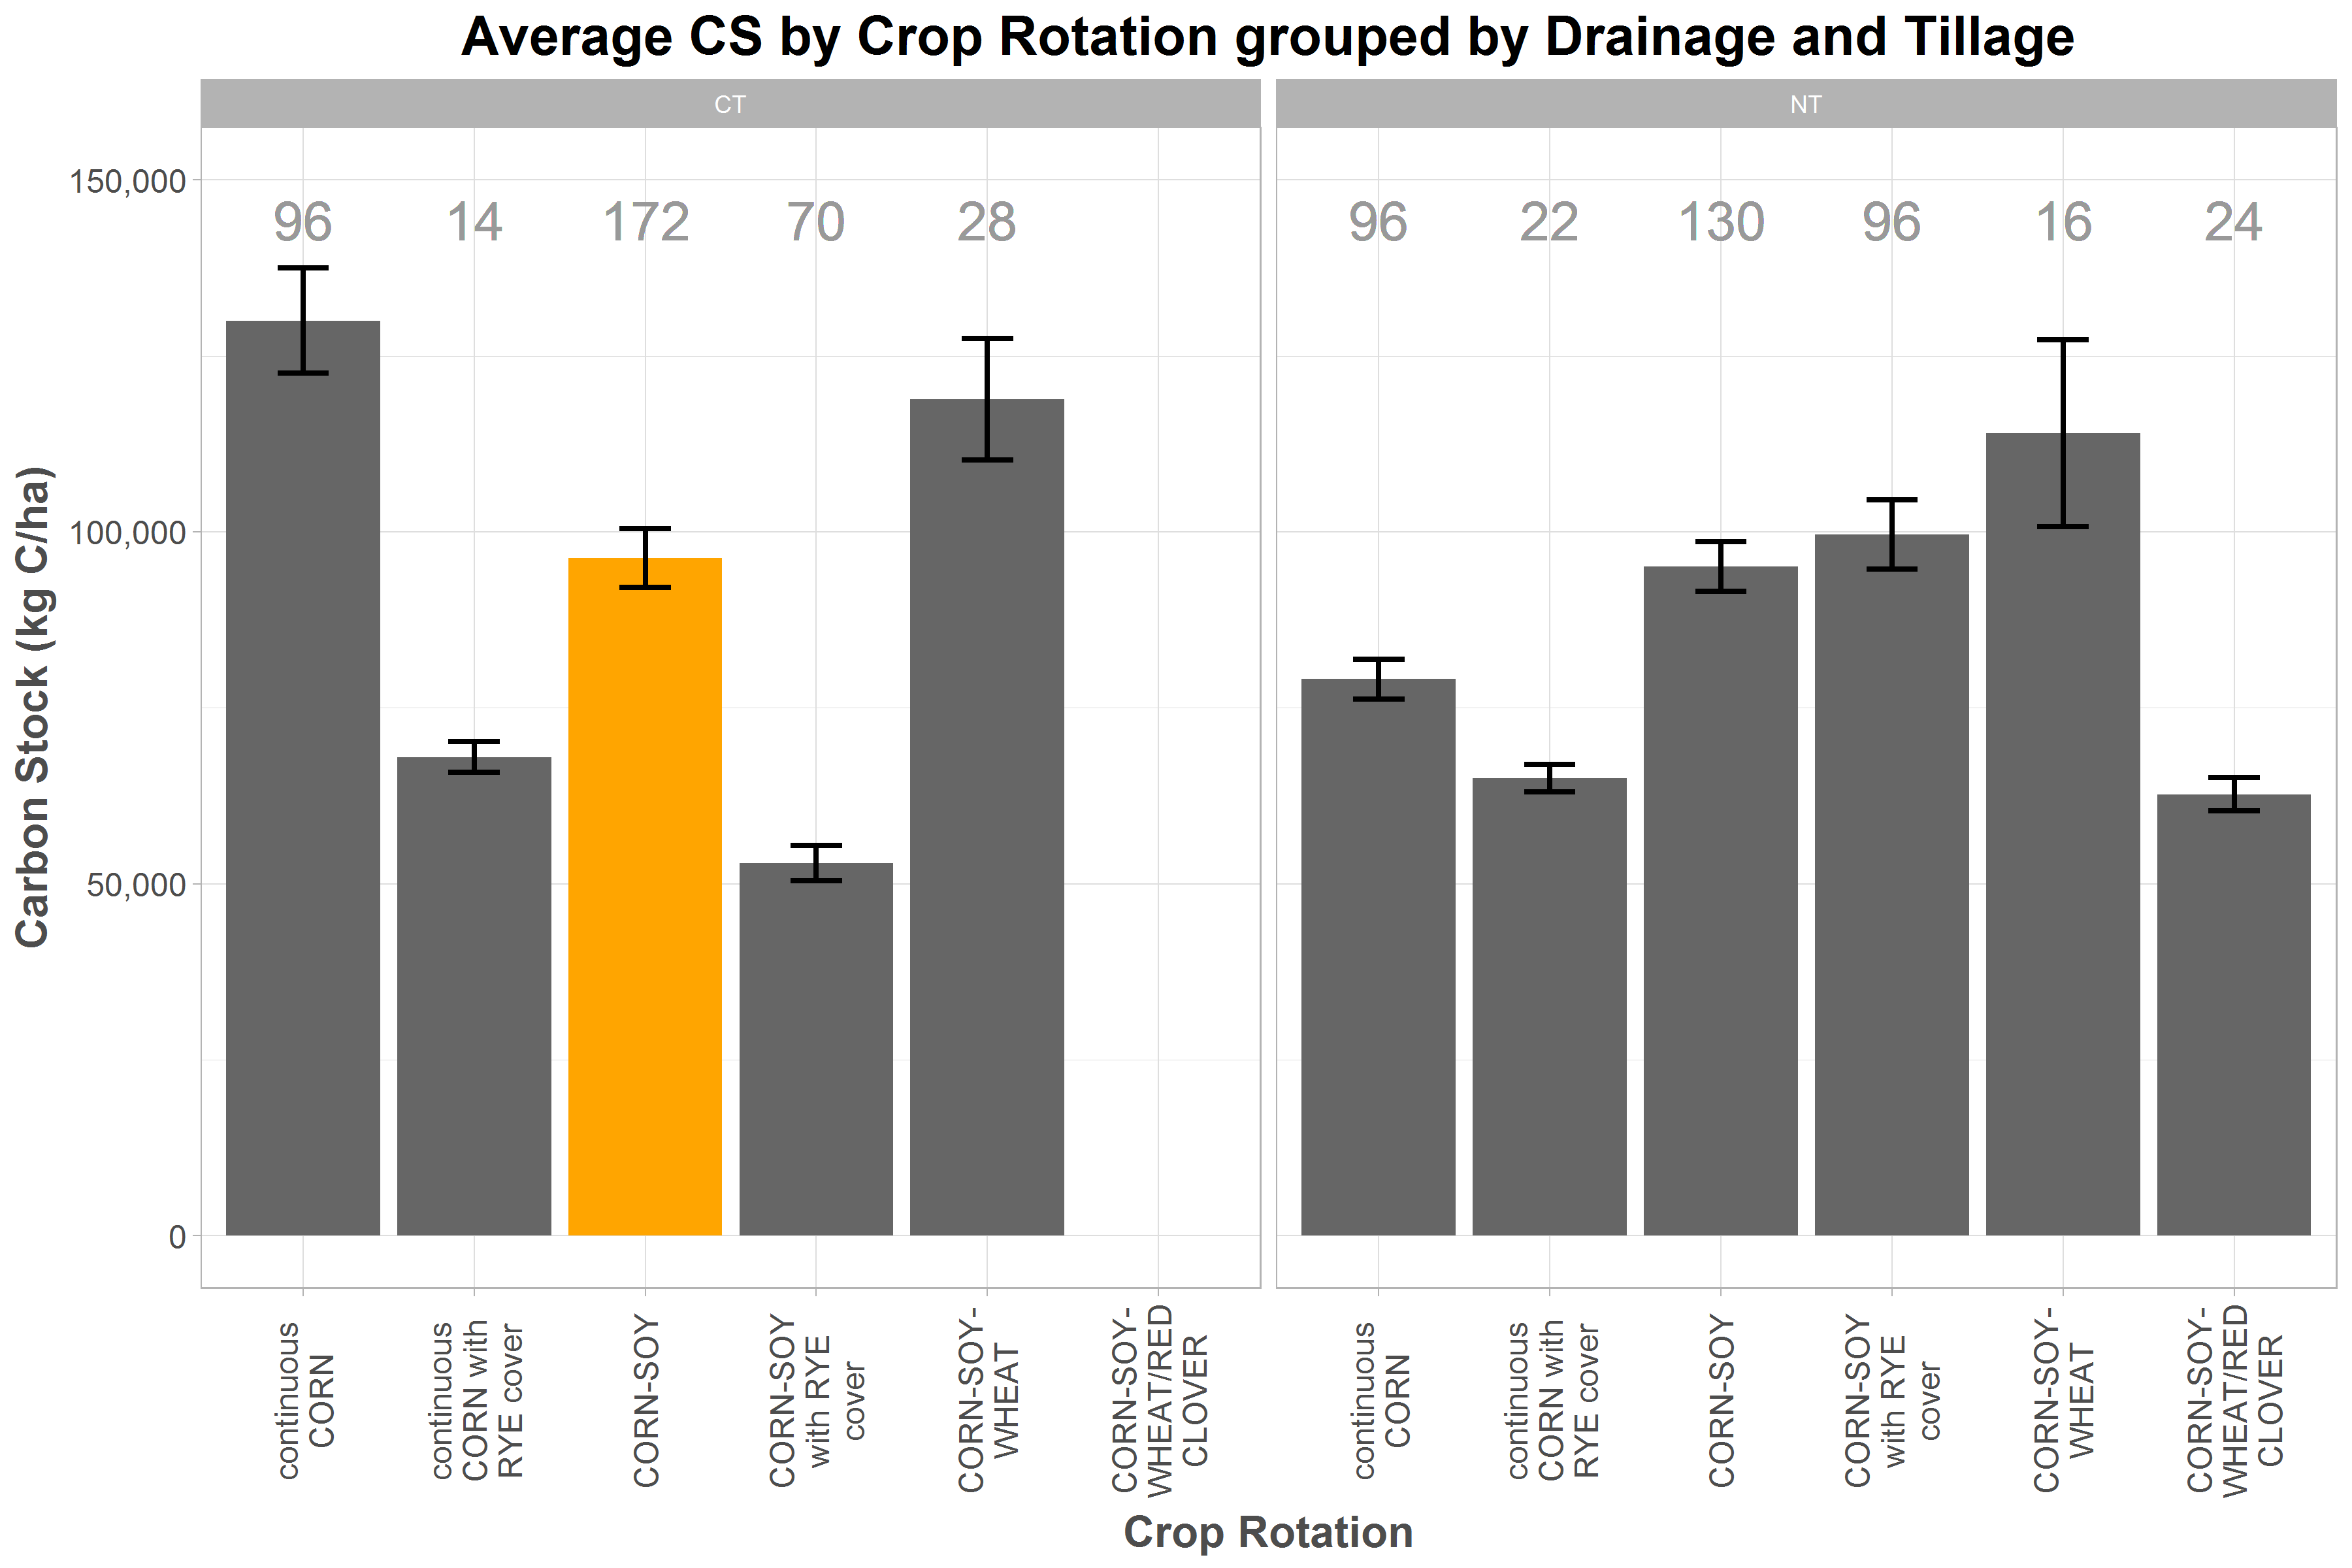 Average CS by Crop Rotation grouped by Drainage and Tillage
CT
NT
150,000
100,000
50,000
0
Carbon Stock (kg C/ha)
96
14
172
70
28
96
22
130
96
16
24
continuous
CORN
continuous
CORN with
RYE cover
CORN-SOY
CORN-SOY
with RYE
cover
CORN-SOY-
WHEAT
CORN-SOY-
WHEAT/RED
CLOVER
continuous
CORN
continuous
CORN with
RYE cover
CORN-SOY
CORN-SOY
with RYE
cover
CORN-SOY-
WHEAT
CORN-SOY-
WHEAT/RED
CLOVER
Crop Rotation